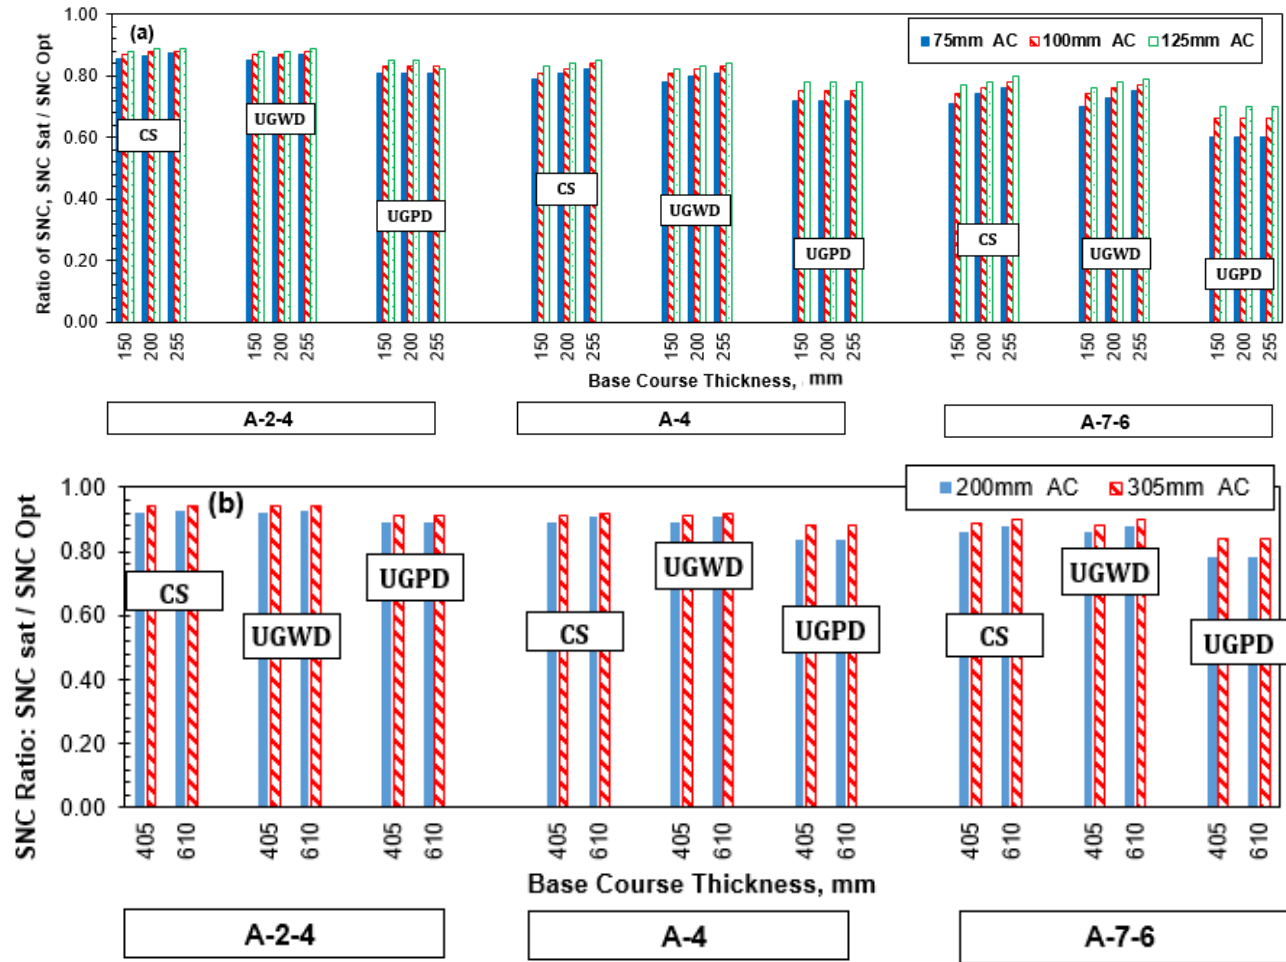 1.00
(a)
75mm AC 100mm AC 125mm AC
0.80
0.60
0.40
0.20
0.00
Ratio of SNC, SNC Sat / SNC Opt
CS
UGWD
UGPD
CS
UGWD
UGPD
CS
UGWD
UGPD
150 200 255 150 200 255 150 200 255 150 200 255 150 200 255 150 200 255 150 200 255 150 200 255 150 200 255
Base Course Thickness, mm
A-2-4 A-4 A-7-6
200mm AC 305mm AC
1.00
(b)
0.80
0.60
0.40
0.20
0.00
SNC Ratio: SNC sat / SNC Opt
CS
UGWD
UGPD
CS
UGWD
UGPD
CS
UGWD
UGPD
405 610 405 610 405 610 405 610 405 610 405 610 405 610 405 610 405 610
Base Course Thickness, mm
A-2-4 A-4 A-7-6